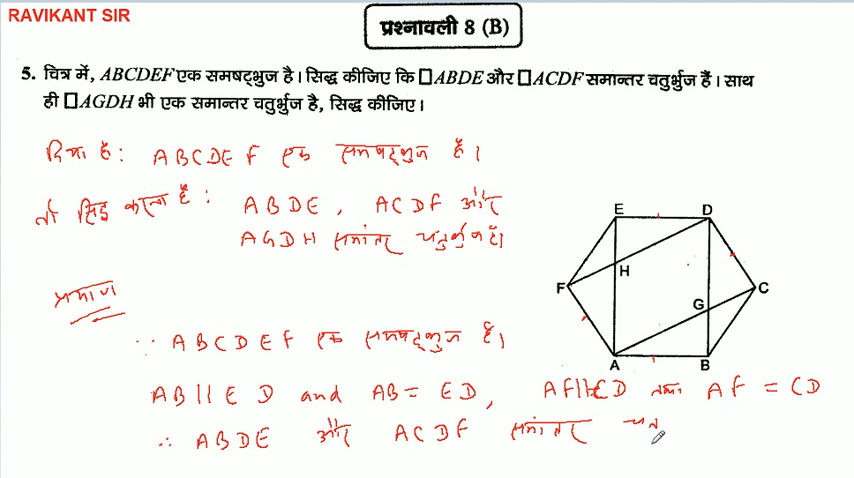 RAVIKANT SIR
प्रश्नावली 8 (B)
5. चित्र में, ABCDEF एक समषट्भुज है। सिद्ध कीजिए कि □ABDE और □ACDF समान्तर चतुर्भुज हैं। साथ
ही □AGDH भी एक समान्तर चतुर्भुज है, सिद्ध कीजिए।
दिया है: ABCDEF एक समषट्भुज है।
तो सिद्ध करना है: ABDE, ACDF और
AGDH समांतर चतुर्भुज हैं।
E D
H
F G C
A B
प्रमाण
∵ ABCDEF एक समषट्भुज है।
AB || ED and AB = ED, AF || CD तथा AF = CD
∴ ABDE और ACDF समांतर चतु